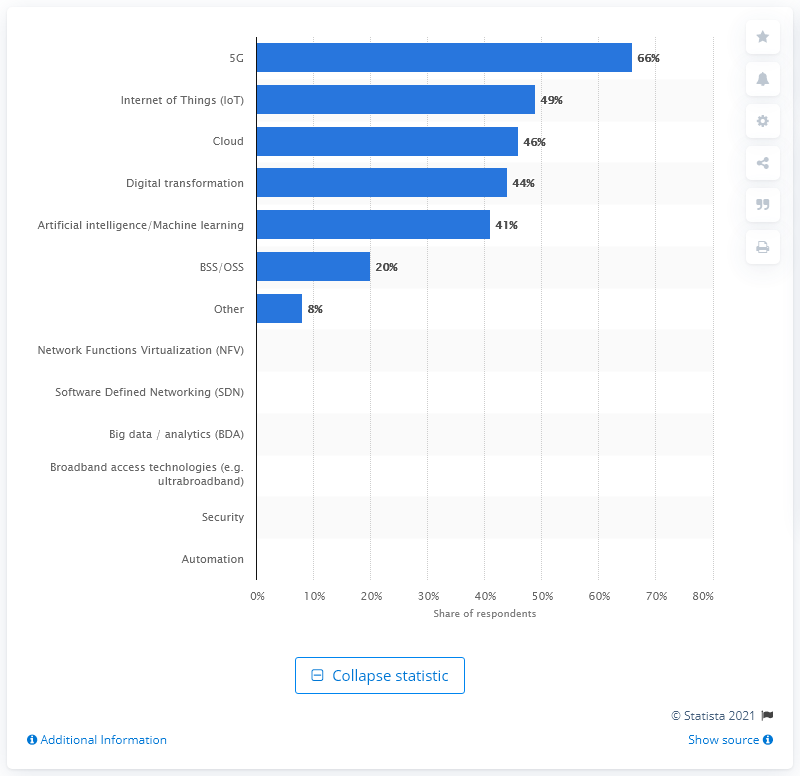 5G
66%
Internet of Things (IoT)
49%
Cloud
46%
Digital transformation
44%
Artificial intelligence/Machine learning
41%
BSS/OSS
20%
Other
8%
Network Functions Virtualization (NFV)
Software Defined Networking (SDN)
Big data / analytics (BDA)
Broadband access technologies (e.g.
ultrabroadband)
Security
Automation
0% 10% 20% 30% 40% 50% 60% 70% 80%
Share of respondents
Collapse statistic
© Statista 2021
Additional Information
Show source